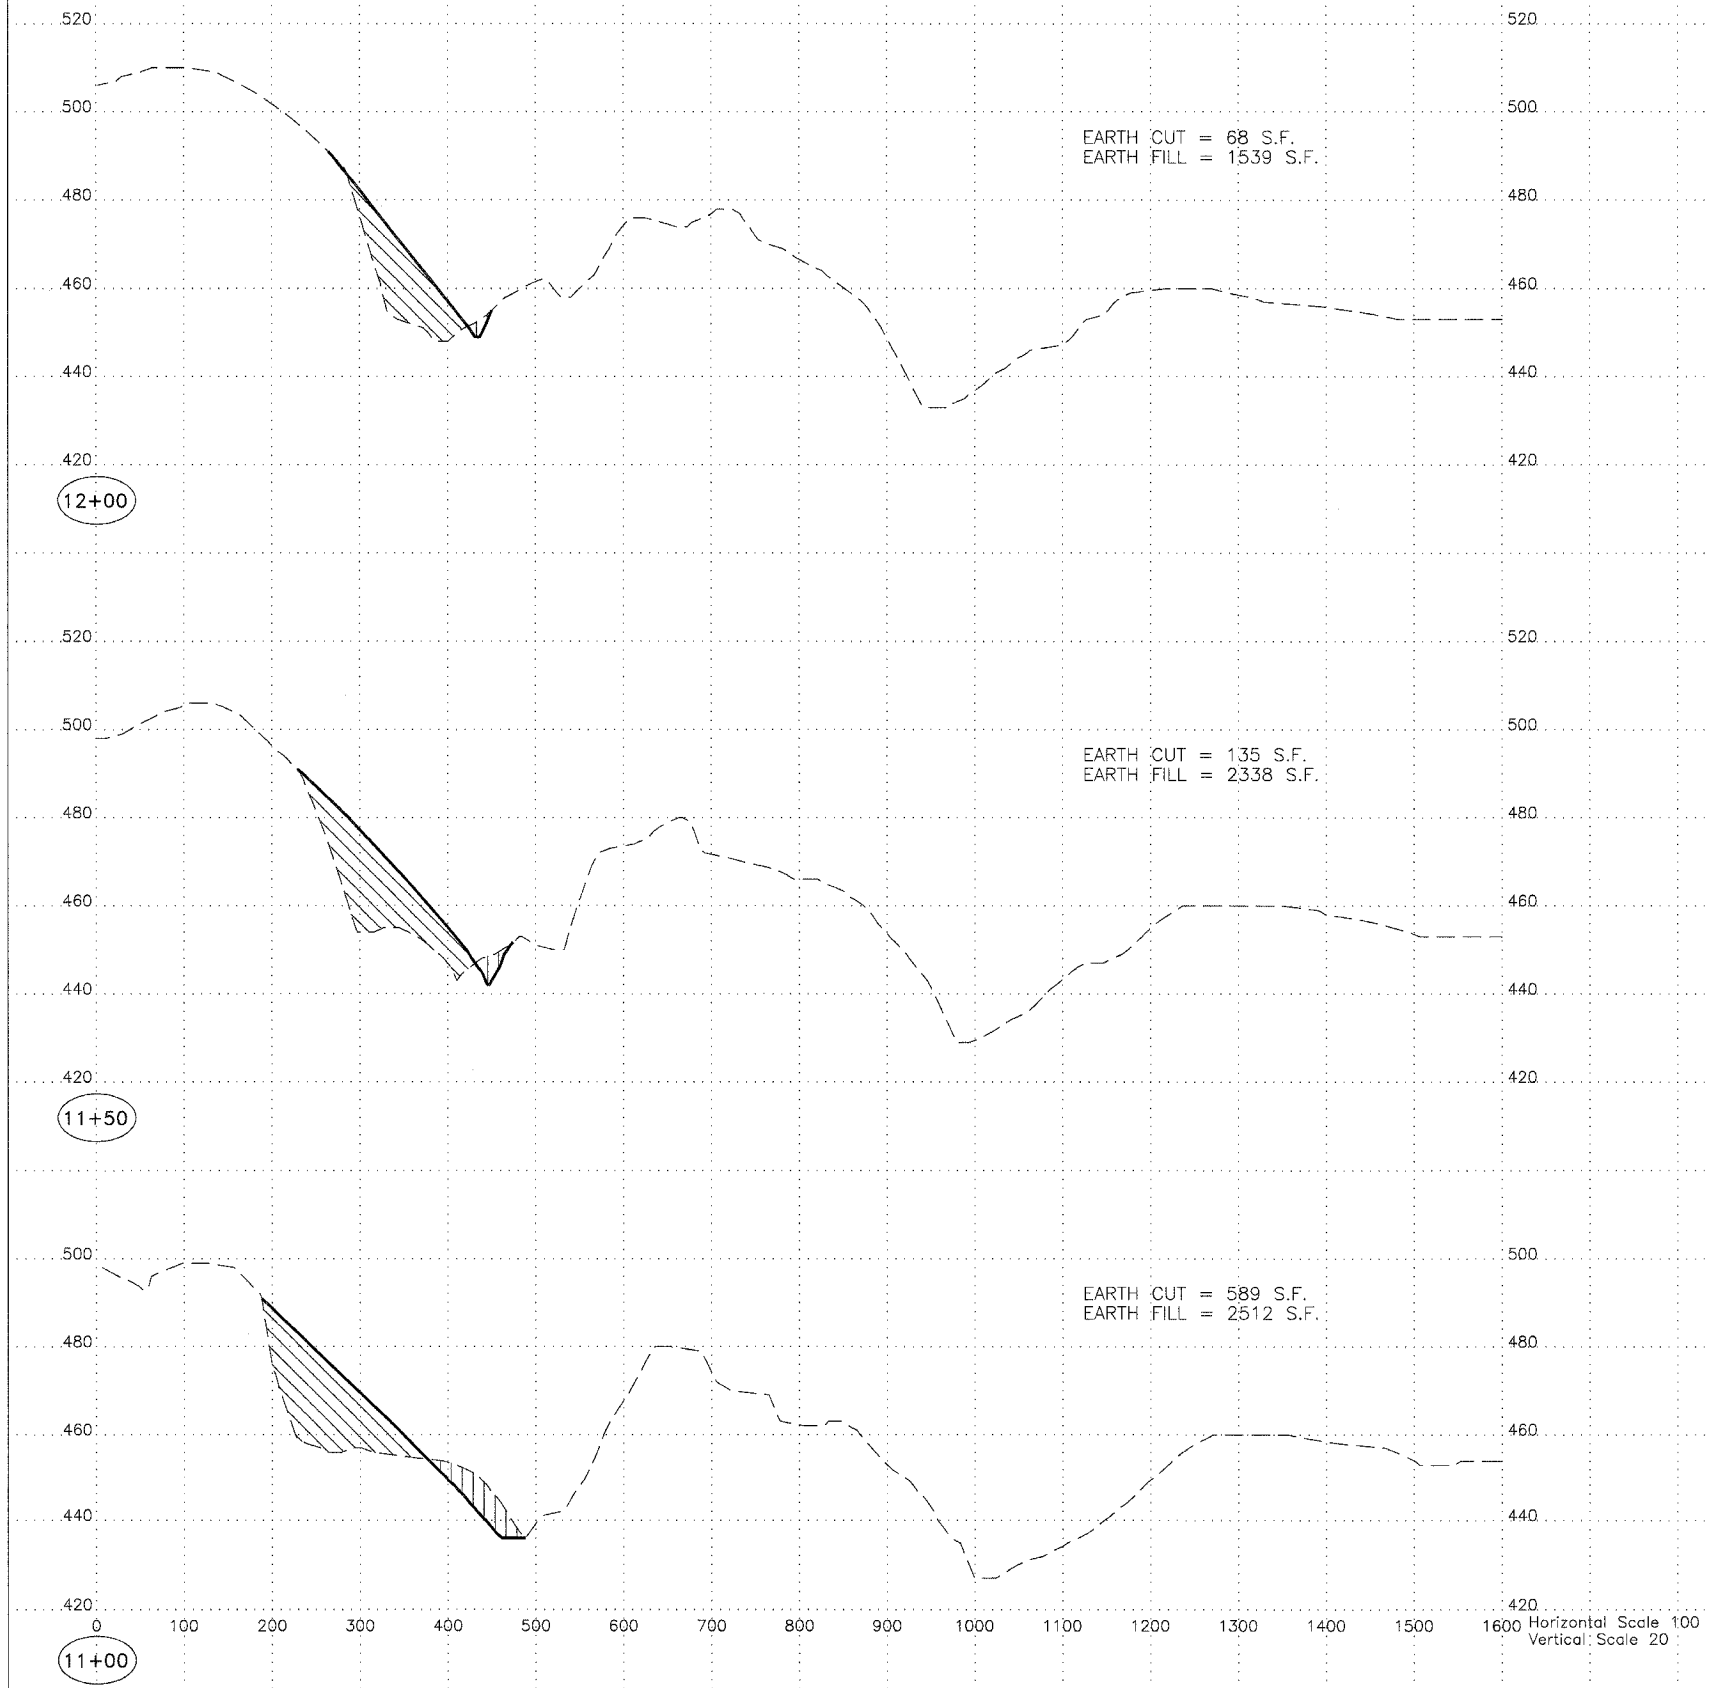 520 520
500 500
EARTH CUT = 68 S.F.
EARTH FILL = 1539 S.F.
480 480
460 460
440 440
420 420
12+00
520 520
500 500
EARTH CUT = 135 S.F.
EARTH FILL = 2338 S.F.
480 480
460 460
440 440
420 420
11+50
500 500
EARTH CUT = 589 S.F.
EARTH FILL = 2512 S.F.
480 480
460 460
440 440
420 420
0 100 200 300 400 500 600 700 800 900 1000 1100 1200 1300 1400 1500 1600 Horizontal Scale 100
Vertical Scale 20
11+00